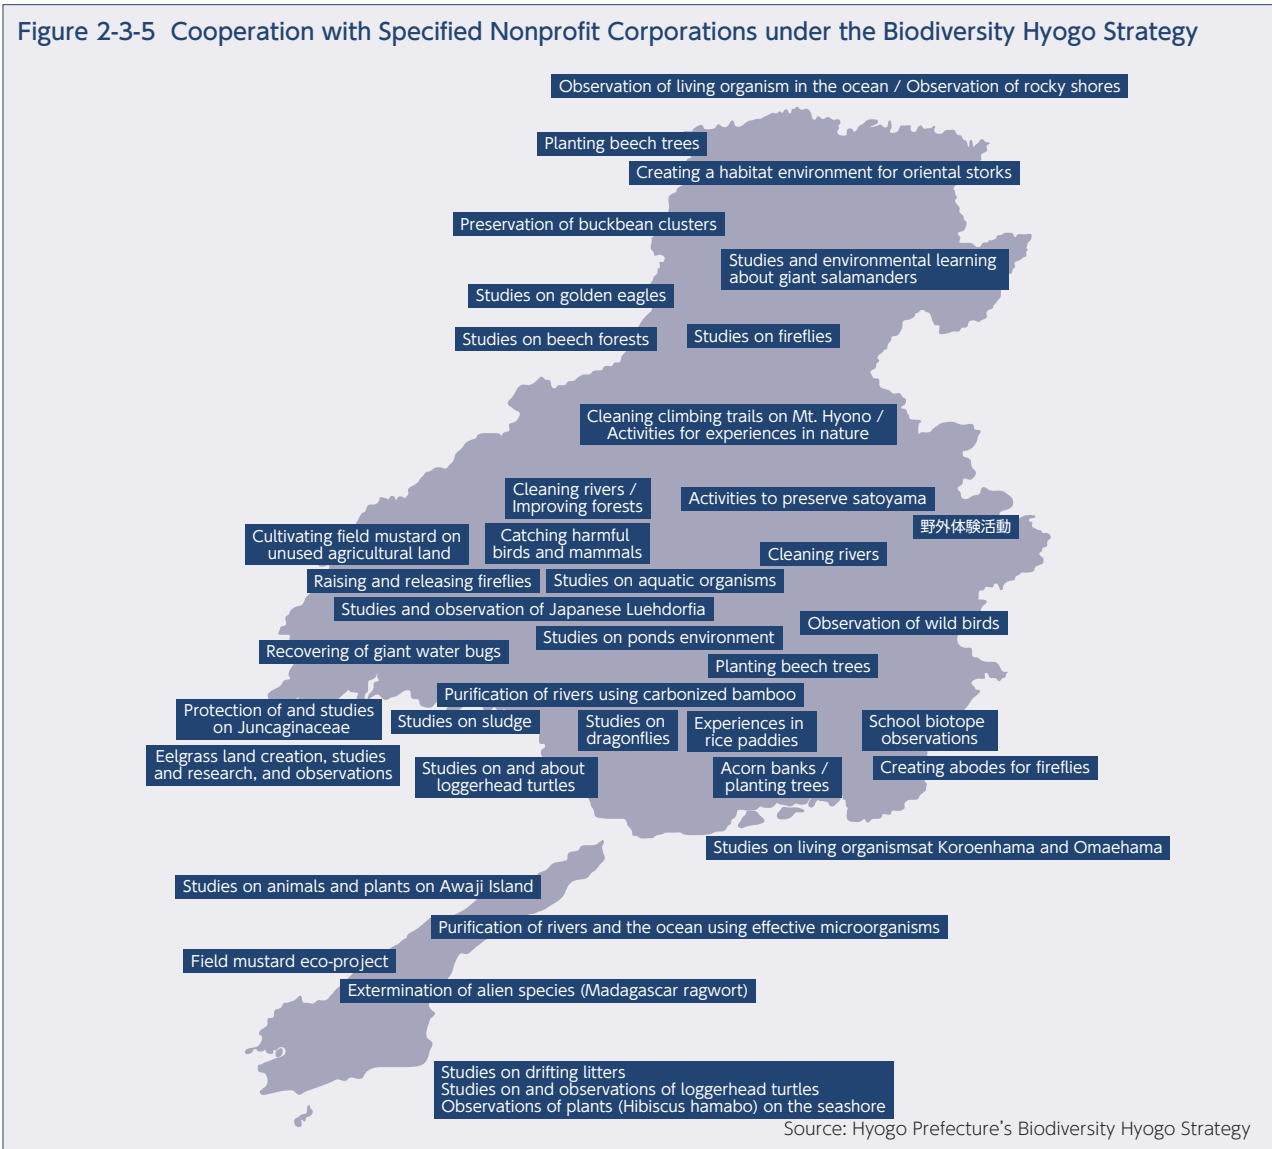 Figure 2-3-5 Cooperation with Specified Nonprofit Corporations under the Biodiversity Hyogo Strategy
Observation of living organism in the ocean / Observation of rocky shores
Planting beech trees
Creating a habitat environment for oriental storks
Preservation of buckbean clusters
Studies and environmental learning
about giant salamanders
Studies on golden eagles
Studies on beech forests
Studies on fireflies
Cleaning climbing trails on Mt. Hyono /
Activities for experiences in nature
Cleaning rivers /
Improving forests
Activities to preserve satoyama
野外体験活動
Cultivating field mustard on
unused agricultural land
Catching harmful
birds and mammals
Cleaning rivers
Raising and releasing fireflies
Studies on aquatic organisms
Studies and observation of Japanese Luehdorfia
Observation of wild birds
Studies on ponds environment
Recovering of giant water bugs
Planting beech trees
Purification of rivers using carbonized bamboo
Protection of and studies
on Juncaginaceae
Studies on sludge
Studies on
dragonflies
Experiences in
rice paddies
School biotope
observations
Eelgrass land creation, studies
and research, and observations
Studies on and about
loggerhead turtles
Acorn banks /
planting trees
Creating abodes for fireflies
Studies on living organismsat Koroenhama and Omaehama
Studies on animals and plants on Awaji Island
Purification of rivers and the ocean using effective microorganisms
Field mustard eco-project
Extermination of alien species (Madagascar ragwort)
Studies on drifting litters
Studies on and observations of loggerhead turtles
Observations of plants (Hibiscus hamabo) on the seashore
Source: Hyogo Prefecture's Biodiversity Hyogo Strategy